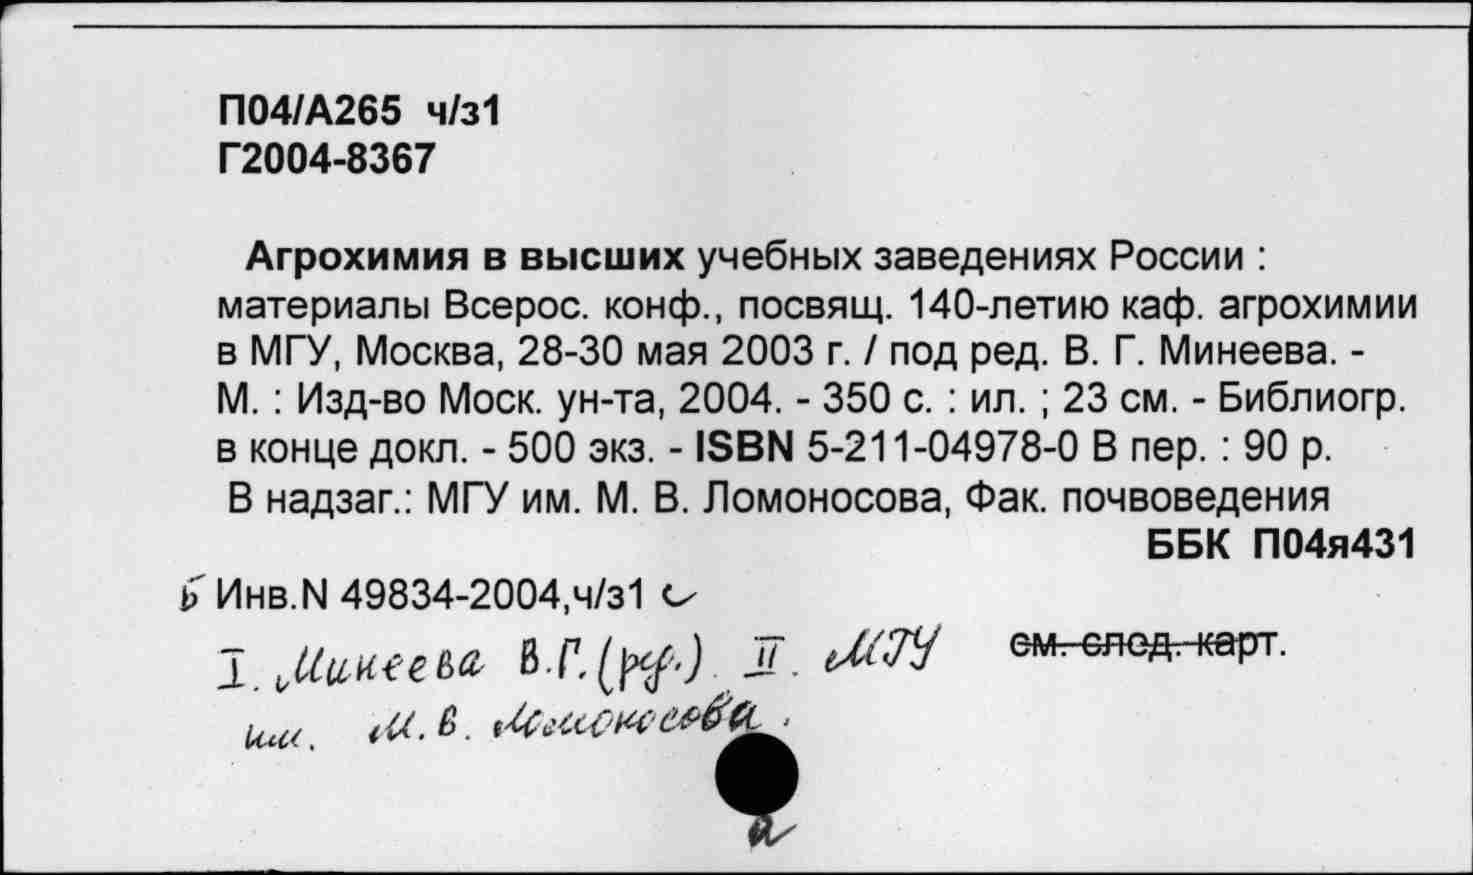 П04/А265 ч/з1
Г2004-8367
Агрохимия в высших учебных заведениях России :
материалы Всерос. конф., посвящ. 140-летию каф. агрохимии
в МГУ, Москва, 28-30 мая 2003 г. / под ред. В. Г. Минеева. -
М. : Изд-во Моск. ун-та, 2004. - 350 с. : ил. ; 23 см. - Библиогр.
в конце докл. - 500 экз. - ISBN 5-211-04978-0 В пер. : 90 р.
В надзаг.: МГУ им. М. В. Ломоносова, Фак. почвоведения
ББК П04я431
Инв.N 49834-2004,ч/з1
см. след. карт.
I. Минеева В.Г. (ред.) II. МГУ
им. М. В. Ломоносова.
а